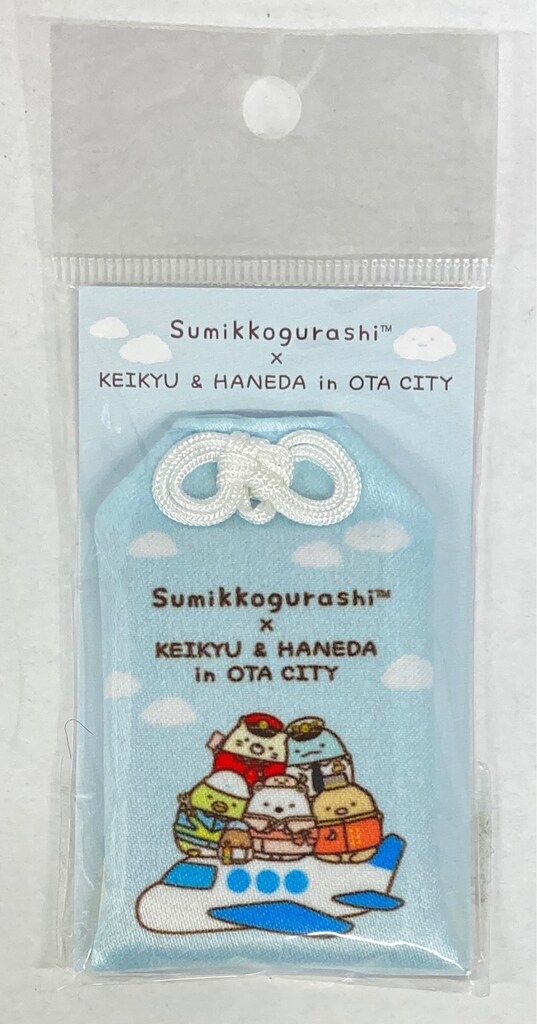 Sumikkogurashi™
×
KEIKYU & HANEDA in OTA CITY
Sumikkogurashi™
×
KEIKYU & HANEDA
in OTA CITY